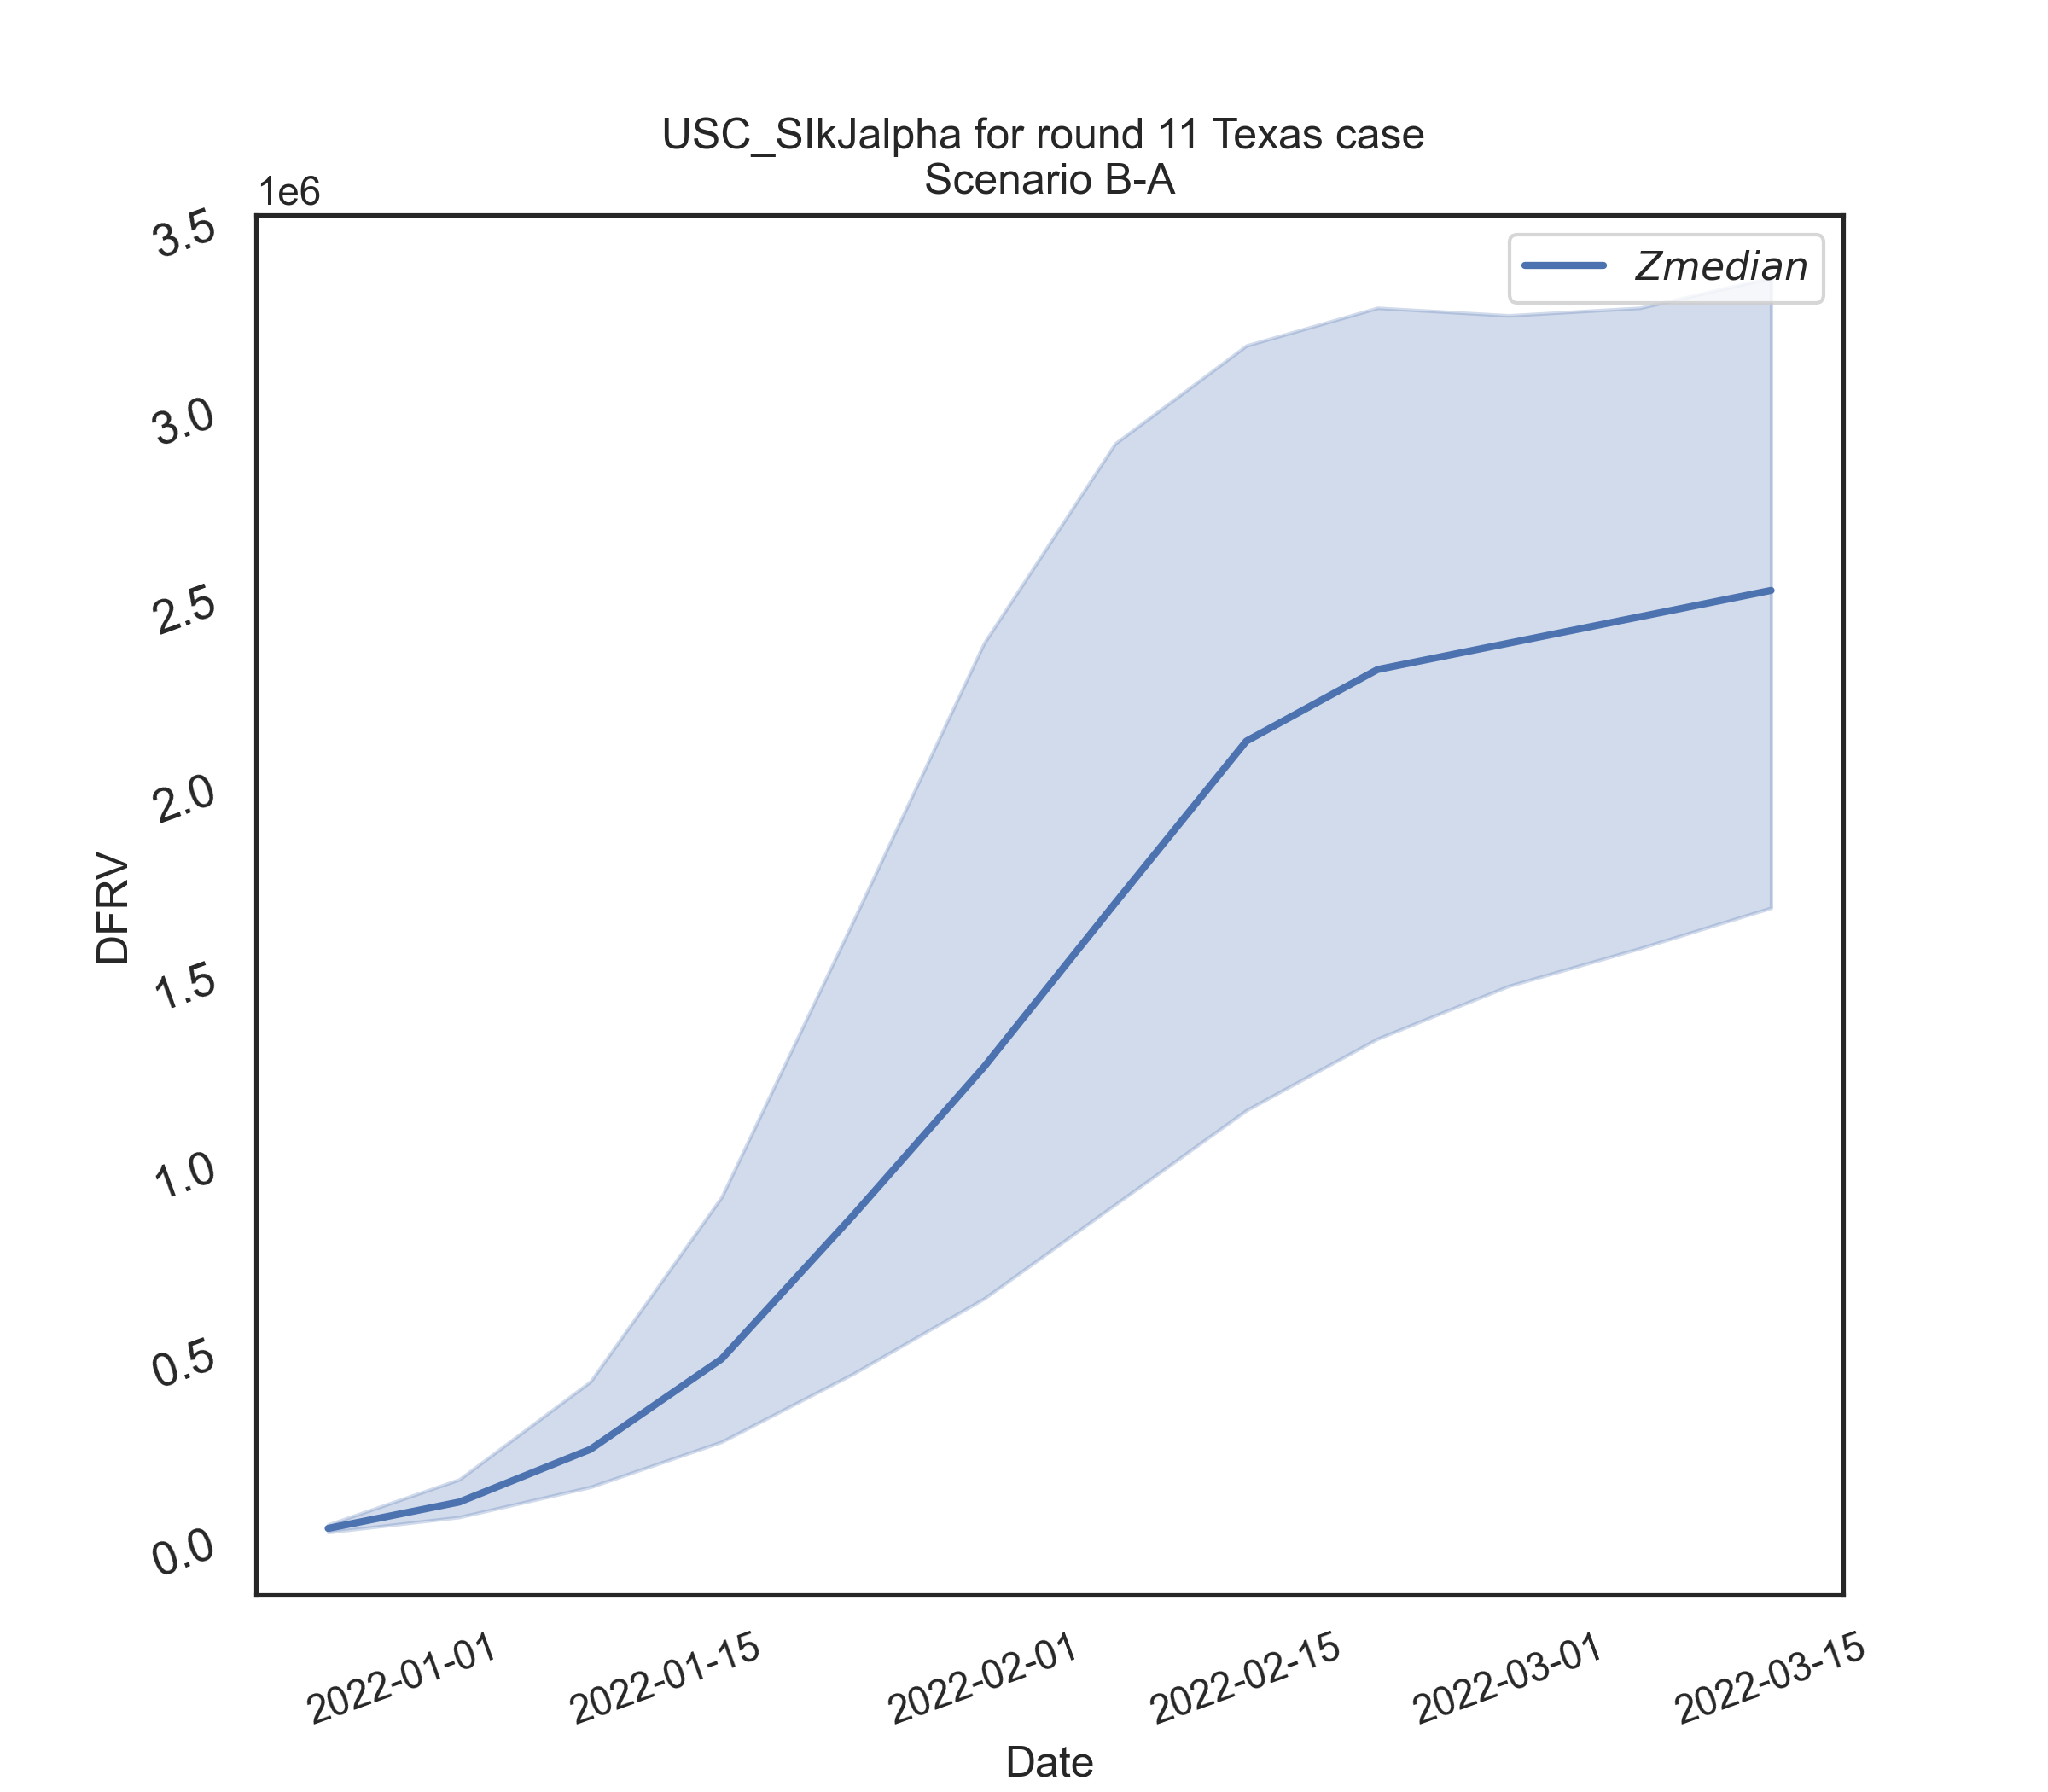 USC_SIkJalpha for round 11 Texas case
Scenario B-A
1e6
Zmedian
3.5
3.0
2.5
2.0
1.5
1.0
0.5
0.0
DFRV
2022-01-01
2022-01-15
2022-02-01
2022-02-15
2022-03-01
2022-03-15
Date